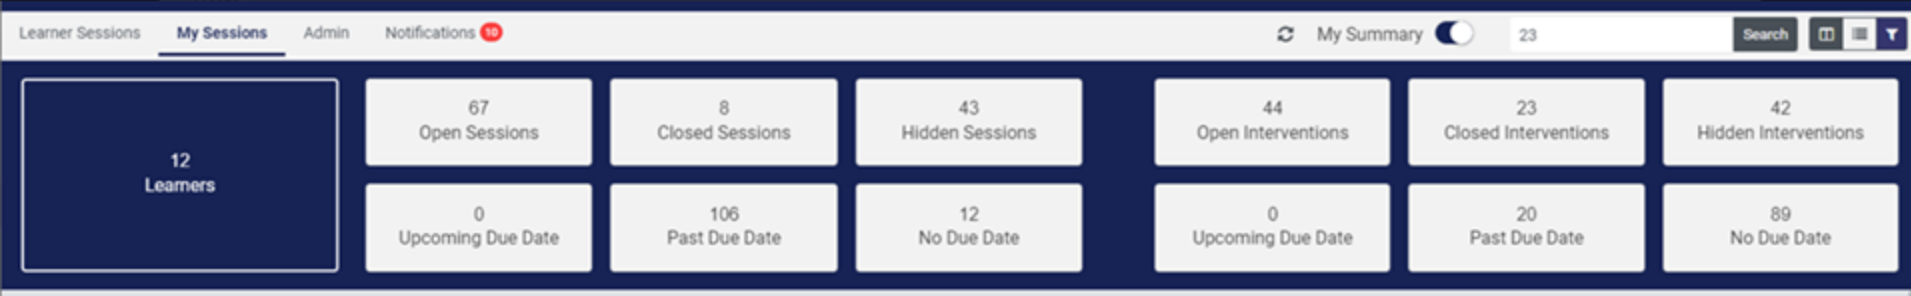 Learner Sessions My Sessions Admin Notifications 10 My Summary 23 Search
12
Learners
67
Open Sessions
8
Closed Sessions
43
Hidden Sessions
44
Open Interventions
23
Closed Interventions
42
Hidden Interventions
0
Upcoming Due Date
106
Past Due Date
12
No Due Date
0
Upcoming Due Date
20
Past Due Date
89
No Due Date